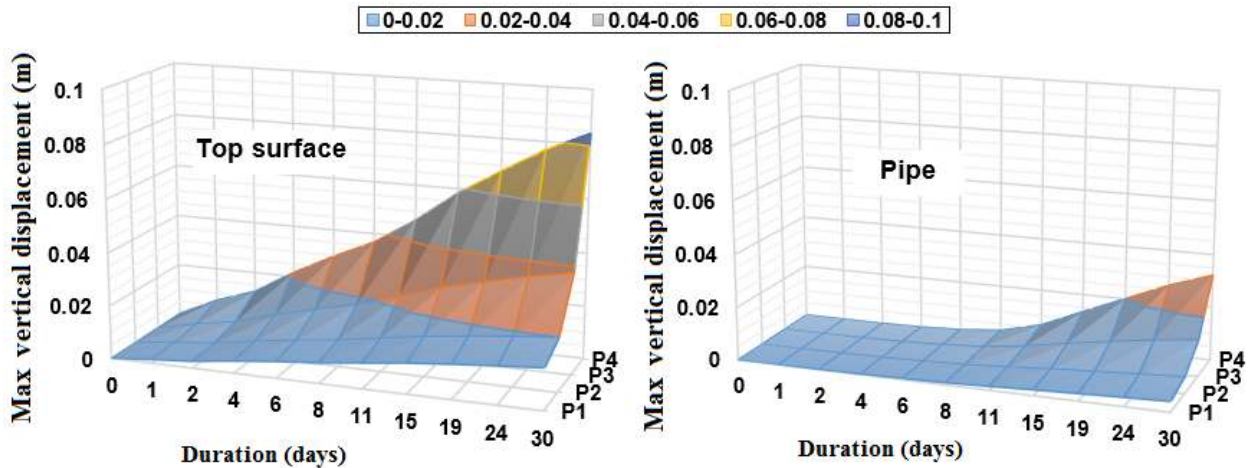 0-0.02 0.02-0.04 0.04-0.06 0.06-0.08 0.08-0.1
Max vertical displacement (m)
0.1
0.08
0.06
0.04
0.02
0
Top surface
0 1 2 4 6 8 11 15 19 24 30
P1
P2
P3
P4
Duration (days)
Max vertical displacement (m)
0.1
0.08
0.06
0.04
0.02
0
Pipe
0 1 2 4 6 8 11 15 19 24 30
P1
P2
P3
P4
Duration (days)